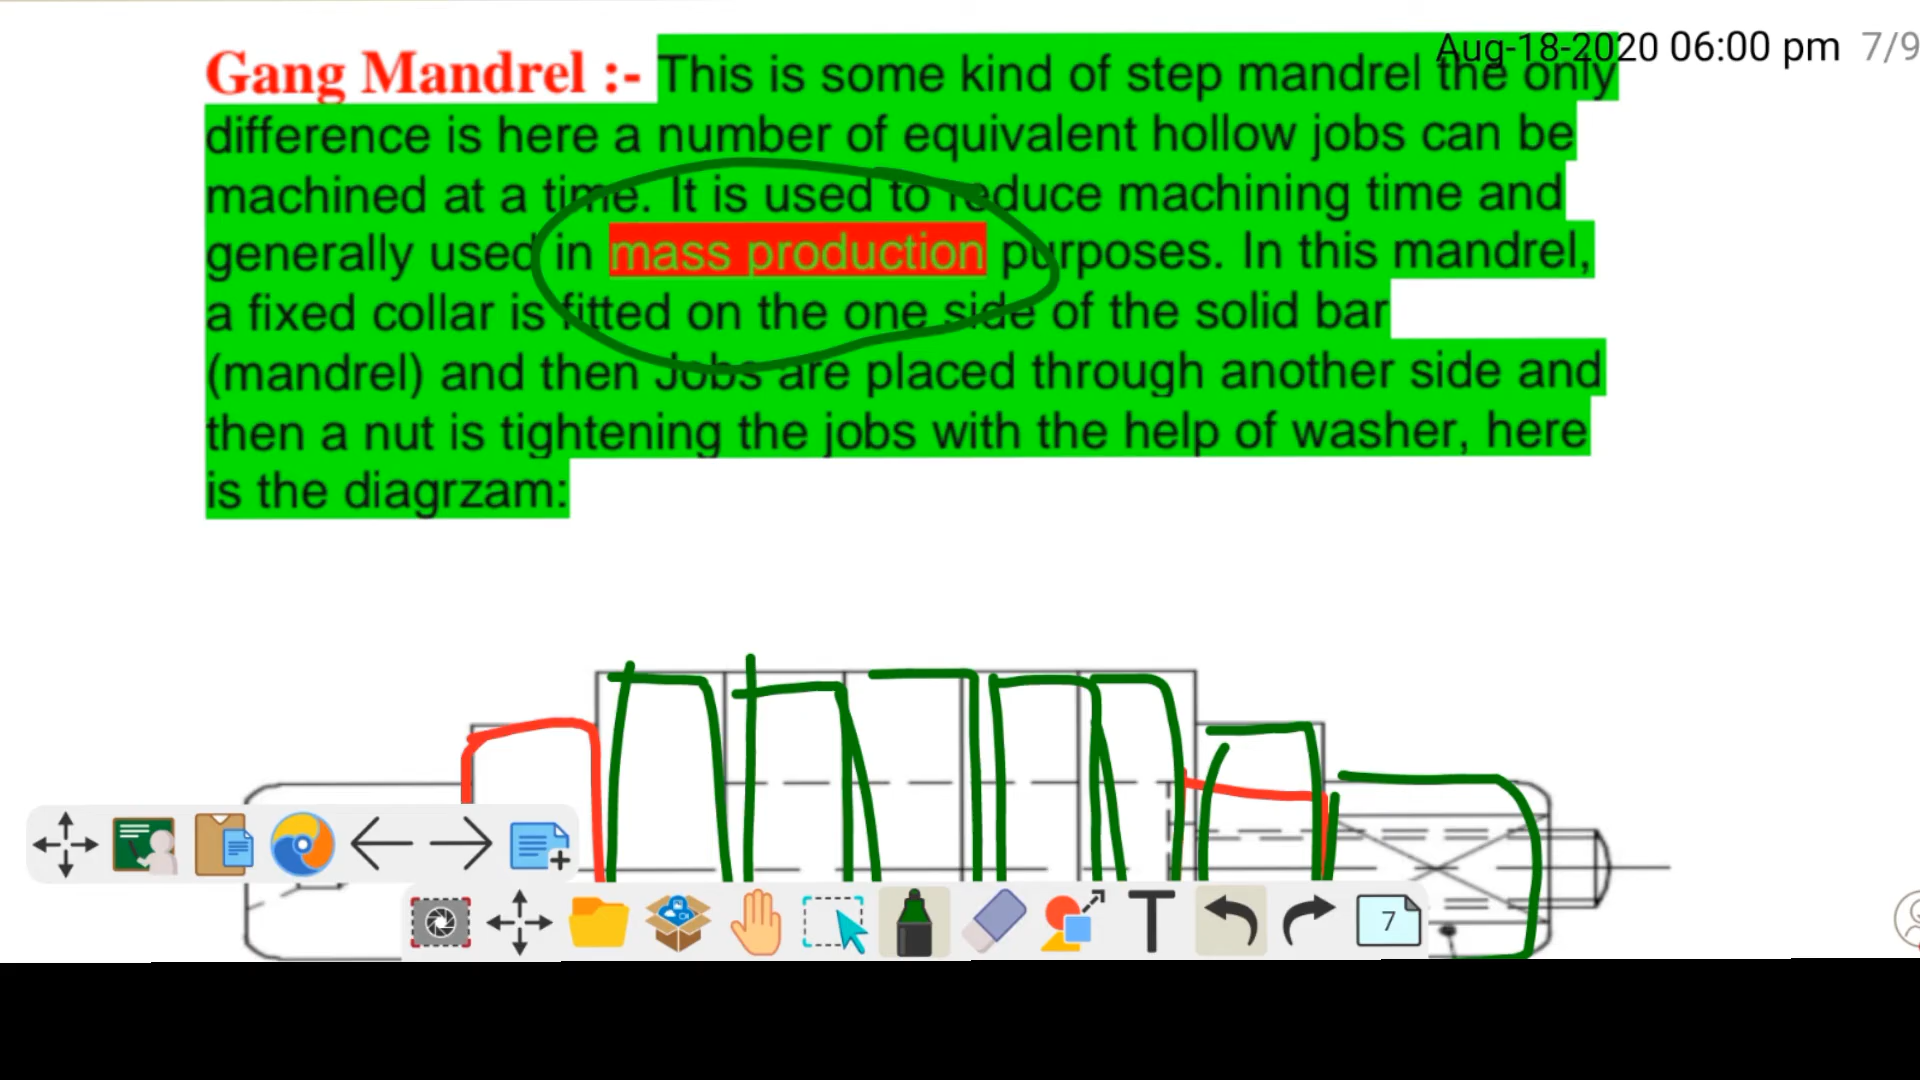 Aug-18-2020 06:00 pm 7/9
Gang Mandrel :- This is some kind of step mandrel the only
difference is here a number of equivalent hollow jobs can be
machined at a time. It is used to reduce machining time and
generally used in mass production purposes. In this mandrel,
a fixed collar is fitted on the one side of the solid bar
(mandrel) and then Jobs are placed through another side and
then a nut is tightening the jobs with the help of washer, here
is the diagrzam:
T
7